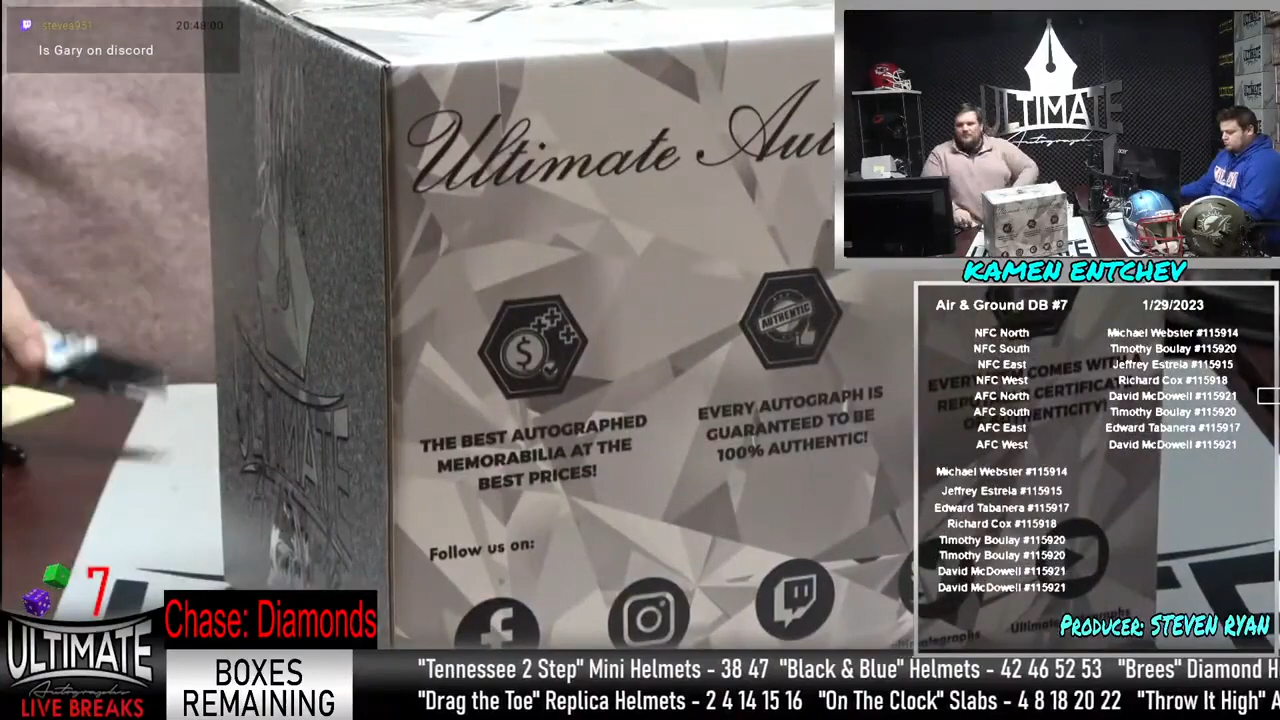 stevea951 20:49:00
Is Gary on discord
Ultimate Au
THE BEST AUTOGRAPHED
MEMORABILIA AT THE
BEST PRICES!
AUTHENTIC
EVERY AUTOGRAPH IS
GUARANTEED TO BE
100% AUTHENTIC!
Follow us on:
ULTIMATE
ULTIMATE
Autographs
KAMEN ENTCHEV
Air & Ground DB #7 1/29/2023
NFC North Michael Webster #115914
NFC South Timothy Boulay #115920
NFC East Jeffrey Estrela #115915
NFC West Richard Cox #115918
AFC North David McDowell #115921
AFC South Timothy Boulay #115920
AFC East Edward Tabanera #115917
AFC West David McDowell #115921
Michael Webster #115914
Jeffrey Estrela #115915
Edward Tabanera #115917
Richard Cox #115918
Timothy Boulay #115920
Timothy Boulay #115920
David McDowell #115921
David McDowell #115921
Producer: STEVEN RYAN
7
ULTIMATE
Autographs
LIVE BREAKS
Chase: Diamonds
BOXES
REMAINING
"Tennessee 2 Step" Mini Helmets - 38 47 "Black & Blue" Helmets - 42 46 52 53 "Brees" Diamond H
"Drag the Toe" Replica Helmets - 2 4 14 15 16 "On The Clock" Slabs - 4 8 18 20 22 "Throw It High" A